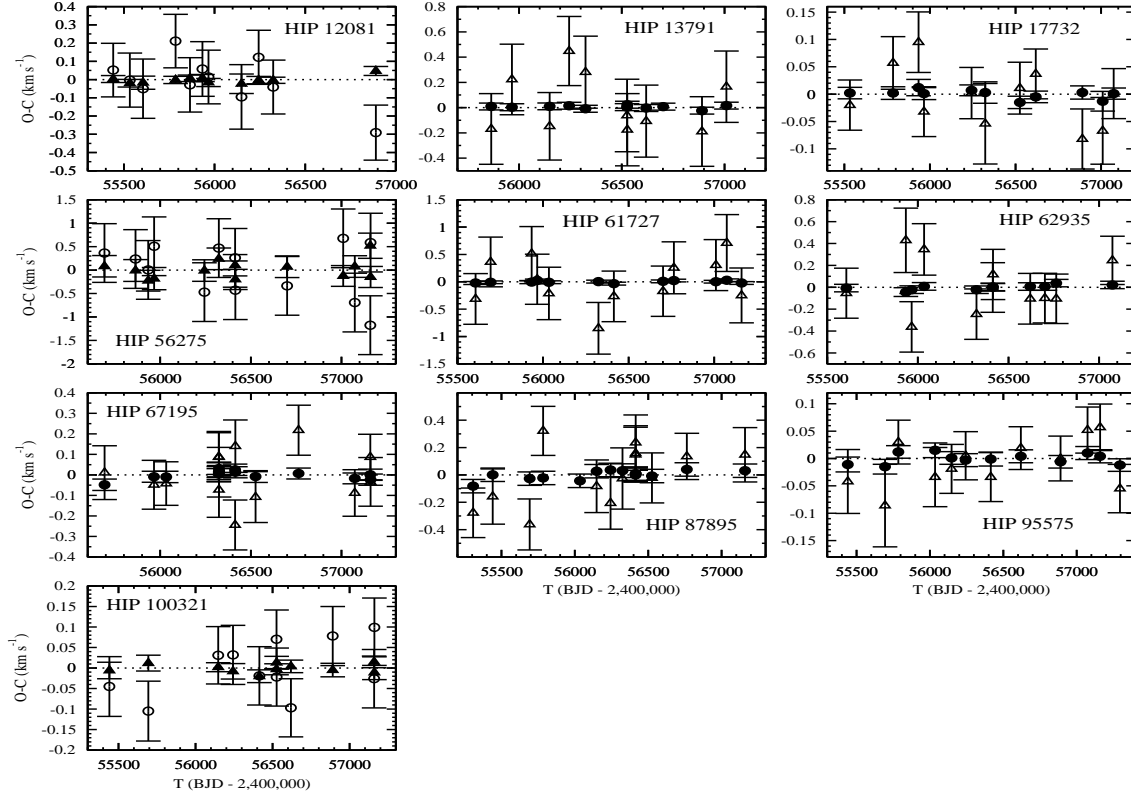 HIP 12081
HIP 13791
HIP 17732
O-C (km s⁻¹)
0.4
0.3
0.2
0.1
0
-0.1
-0.2
-0.3
-0.4
-0.5
55500 56000 56500 57000
0.8
0.6
0.4
0.2
0
-0.2
-0.4
56000 56500 57000
0.15
0.1
0.05
0
-0.05
-0.1
55500 56000 56500 57000
HIP 56275
HIP 61727
HIP 62935
O-C (km s⁻¹)
1.5
1
0.5
0
-0.5
-1
-1.5
-2
56000 56500 57000
1.5
1
0.5
0
-0.5
-1
-1.5
55500 56000 56500 57000
0.8
0.6
0.4
0.2
0
-0.2
-0.4
-0.6
55500 56000 56500 57000
HIP 67195
HIP 87895
HIP 95575
O-C (km s⁻¹)
0.4
0.3
0.2
0.1
0
-0.1
-0.2
-0.3
-0.4
56000 56500 57000
0.4
0.2
0
-0.2
-0.4
55500 56000 56500 57000
T (BJD - 2,400,000)
0.1
0.05
0
-0.05
-0.1
-0.15
55500 56000 56500 57000
T (BJD - 2,400,000)
HIP 100321
O-C (km s⁻¹)
0.2
0.15
0.1
0.05
0
-0.05
-0.1
-0.15
0.2
55500 56000 56500 57000
T (BJD - 2,400,000)